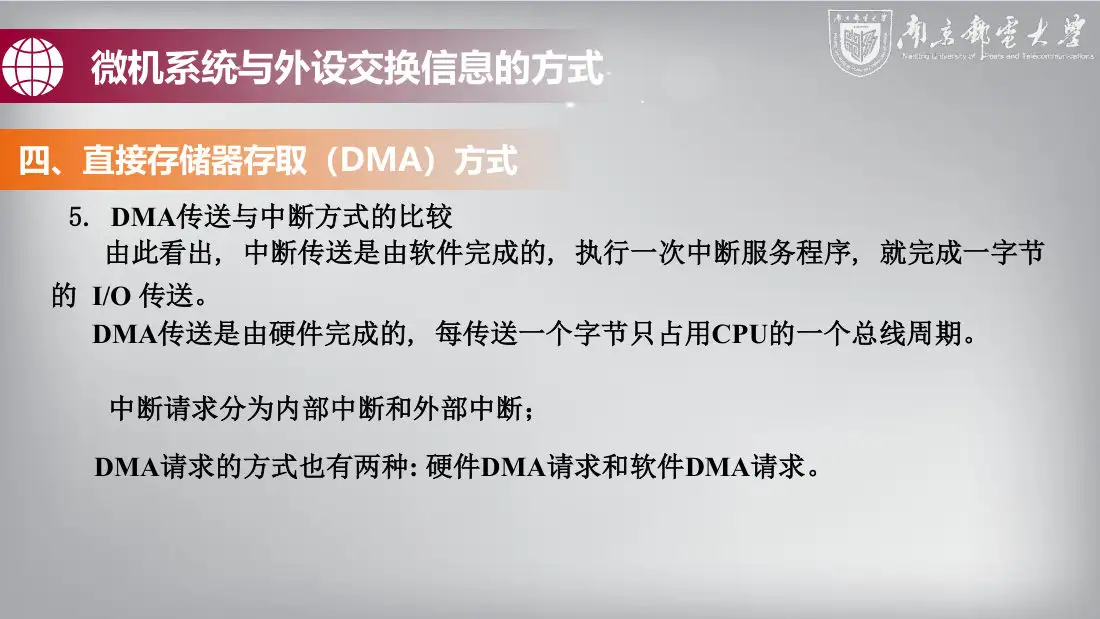 微机系统与外设交换信息的方式
南京邮电大学
Nanjing University of Posts and Telecommunications
四、直接存储器存取（DMA）方式
5. DMA传送与中断方式的比较
由此看出, 中断传送是由软件完成的, 执行一次中断服务程序, 就完成一字节
的 I/O 传送。
DMA传送是由硬件完成的, 每传送一个字节只占用CPU的一个总线周期。
中断请求分为内部中断和外部中断;
DMA请求的方式也有两种: 硬件DMA请求和软件DMA请求。